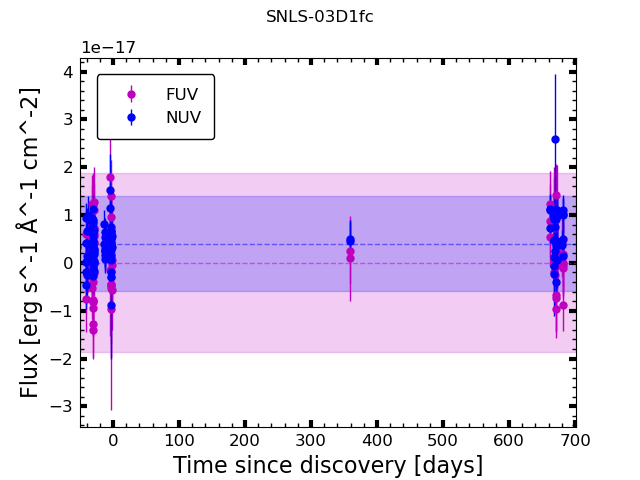 SNLS-03D1fc
1e−17
FUV
NUV
4
3
2
1
0
−1
−2
−3
Flux [erg s^-1 Å^-1 cm^-2]
0 100 200 300 400 500 600 700
Time since discovery [days]